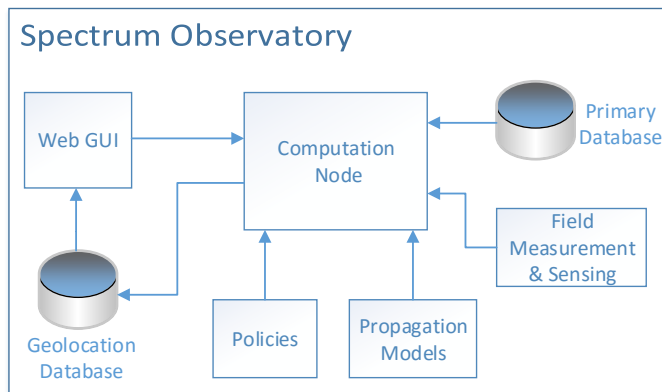 Spectrum Observatory
Web GUI
Computation
Node
Primary
Database
Field
Measurement
& Sensing
Geolocation
Database
Policies
Propagation
Models